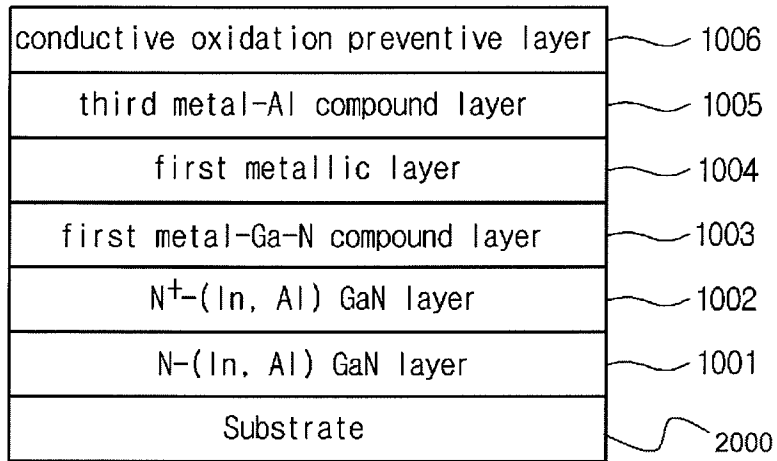 conductive oxidation preventive layer 1006
third metal-Al compound layer 1005
first metallic layer 1004
first metal-Ga-N compound layer 1003
N+-(In, Al) GaN layer 1002
N-(In, Al) GaN layer 1001
Substrate 2000